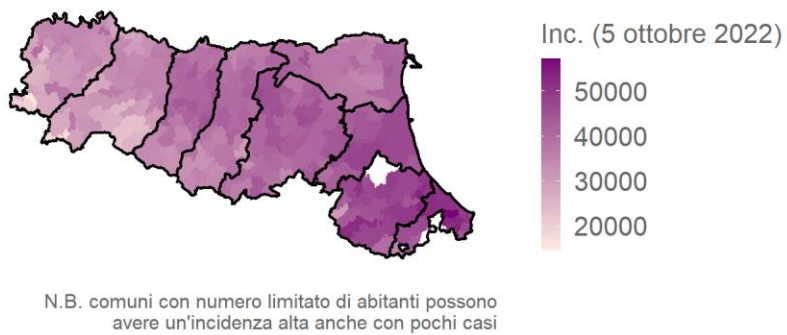 Inc. (5 ottobre 2022)
50000
40000
30000
20000
N.B. comuni con numero limitato di abitanti possono
avere un'incidenza alta anche con pochi casi